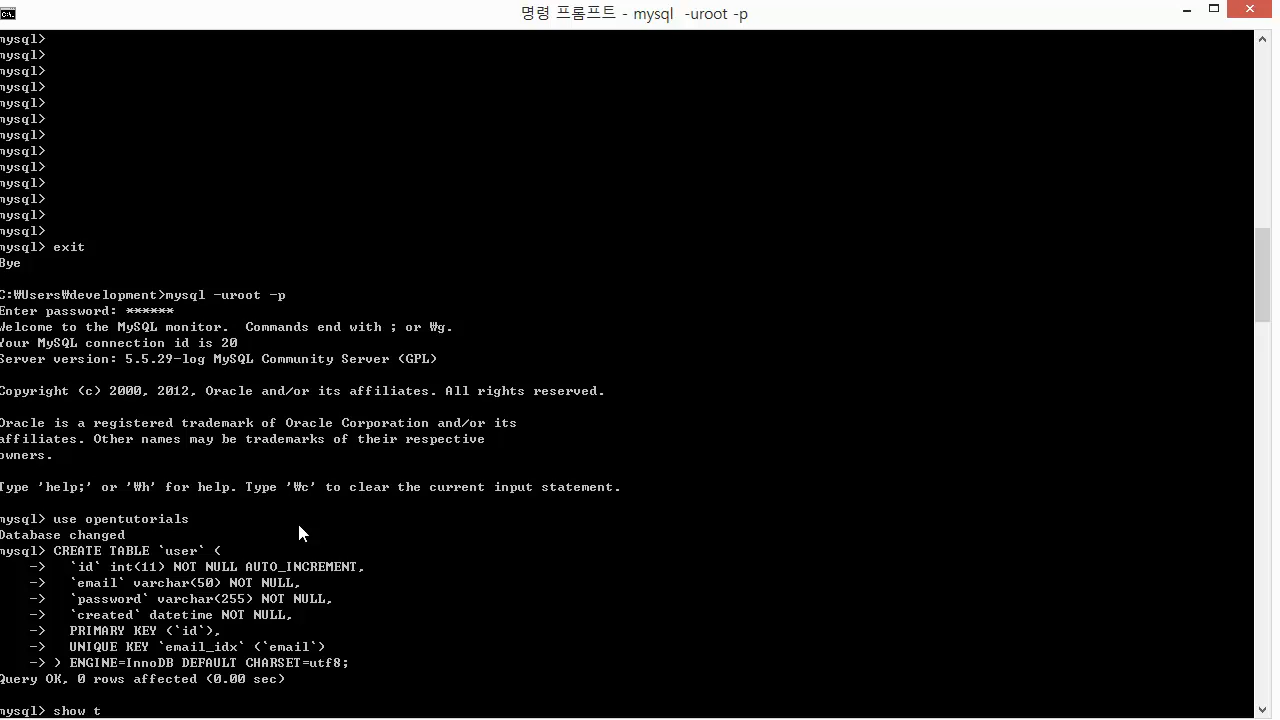 명령 프롬프트 - mysql  -uroot -p
mysql>
mysql>
mysql>
mysql>
mysql>
mysql>
mysql>
mysql>
mysql>
mysql>
mysql>
mysql>
mysql>
mysql> exit
Bye
C:₩Users₩development>mysql -uroot -p
Enter password: ******
Welcome to the MySQL monitor.  Commands end with ; or ₩g.
Your MySQL connection id is 20
Server version: 5.5.29-log MySQL Community Server (GPL)
Copyright (c) 2000, 2012, Oracle and/or its affiliates. All rights reserved.
Oracle is a registered trademark of Oracle Corporation and/or its
affiliates. Other names may be trademarks of their respective
owners.
Type 'help;' or '₩h' for help. Type '₩c' to clear the current input statement.
mysql> use opentutorials
Database changed
mysql> CREATE TABLE `user` (
    ->   `id` int(11) NOT NULL AUTO_INCREMENT,
    ->   `email` varchar(50) NOT NULL,
    ->   `password` varchar(255) NOT NULL,
    ->   `created` datetime NOT NULL,
    ->   PRIMARY KEY (`id`),
    ->   UNIQUE KEY `email_idx` (`email`)
    -> ) ENGINE=InnoDB DEFAULT CHARSET=utf8;
Query OK, 0 rows affected (0.00 sec)
mysql> show t